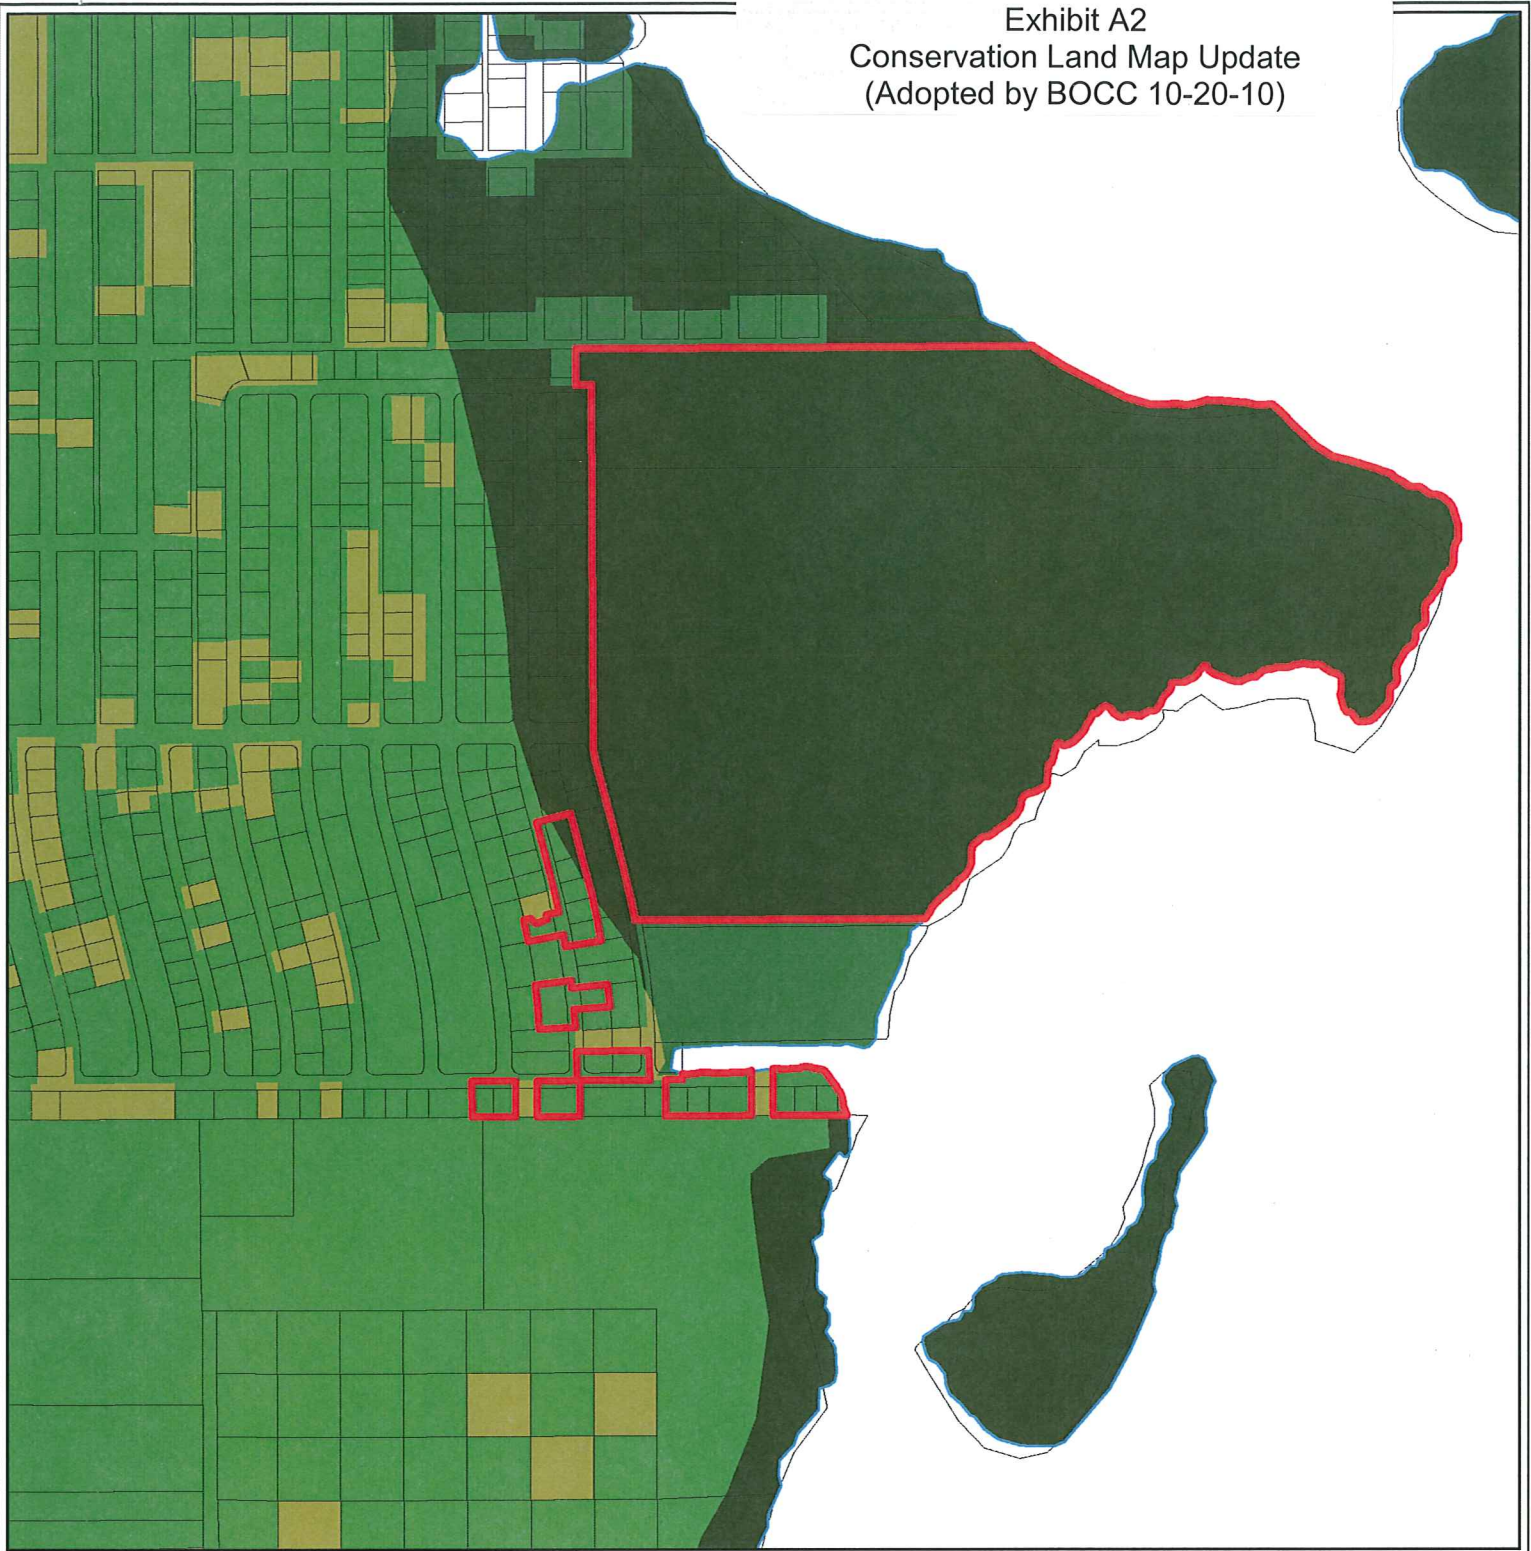 Exhibit A2
Conservation Land Map Update
(Adopted by BOCC 10-20-10)